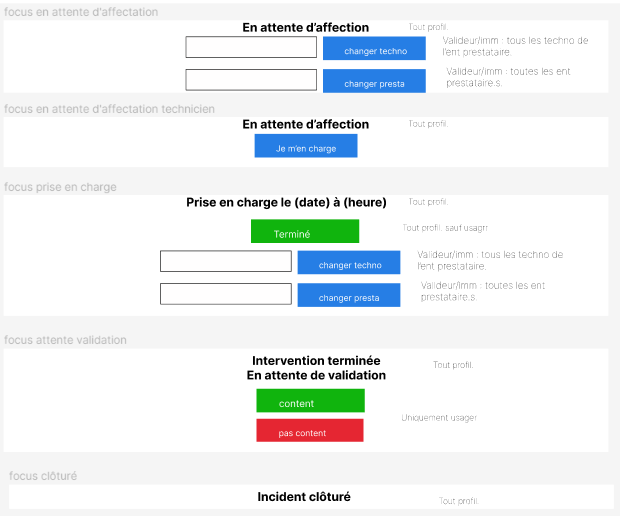 focus en attente d'affectation
En attente d'affection
Tout profil.
changer techno
Valideur/imm : tous les techno de
l'ent prestataire.
changer presta
Valideur/imm : toutes les ent
prestataire.s.
focus en attente d'affectation technicien
En attente d'affection
Tout profil.
Je m'en charge
focus prise en charge
Prise en charge le (date) à (heure)
Tout profil.
Terminé
Tout profil. sauf usagrr
changer techno
Valideur/imm : tous les techno de
l'ent prestataire.
changer presta
Valideur/imm : toutes les ent
prestataire.s.
focus attente validation
Intervention terminée
En attente de validation
Tout profil.
content
Uniquement usager
pas content
focus clôturé
Incident clôturé
Tout profil.